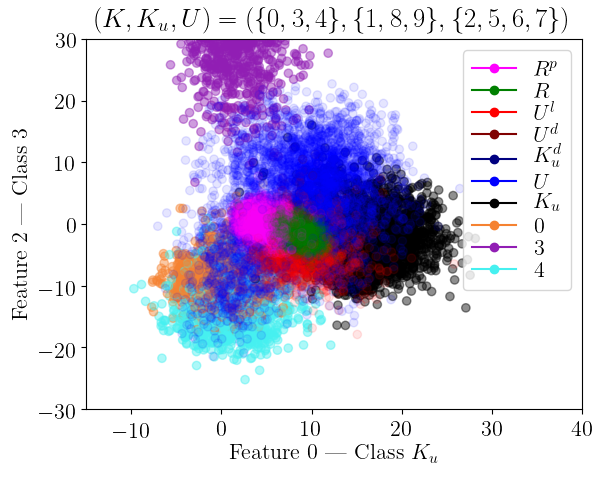 (K, K_u, U) = ({0, 3, 4}, {1, 8, 9}, {2, 5, 6, 7})
30
20
10
0
−10
−20
−30
Feature 2 — Class 3
R^p
R
U^l
U^d
K_u^d
U
K_u
0
3
4
−10 0 10 20 30 40
Feature 0 — Class K_u